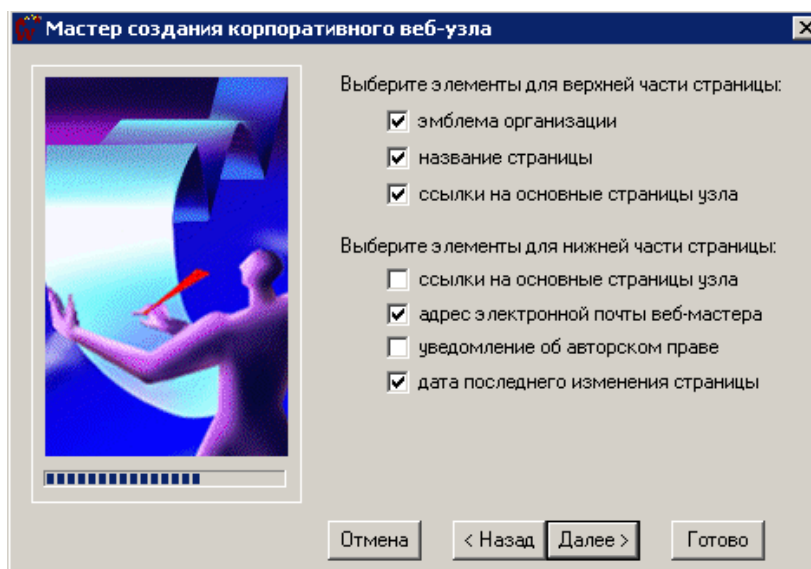 Мастер создания корпоративного веб-узла
Выберите элементы для верхней части страницы:
эмблема организации
название страницы
ссылки на основные страницы узла
Выберите элементы для нижней части страницы:
ссылки на основные страницы узла
адрес электронной почты веб-мастера
уведомление об авторском праве
дата последнего изменения страницы
Отмена
< Назад
Далее >
Готово